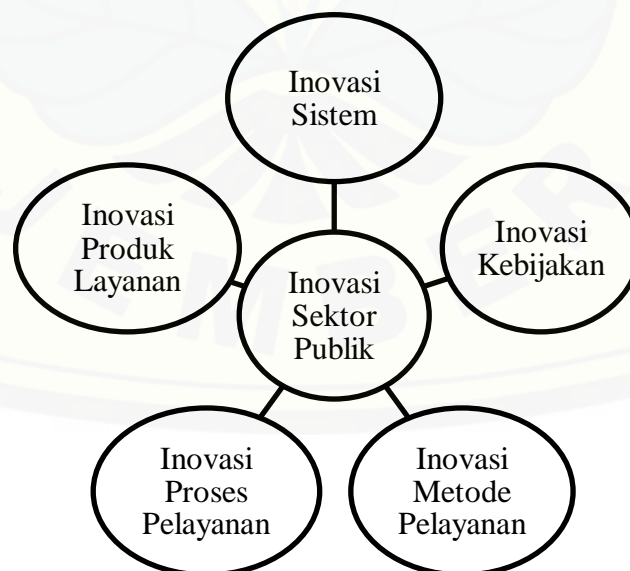 Inovasi
Sistem
Inovasi
Produk
Layanan
Inovasi
Kebijakan
Inovasi
Sektor
Publik
Inovasi
Proses
Pelayanan
Inovasi
Metode
Pelayanan